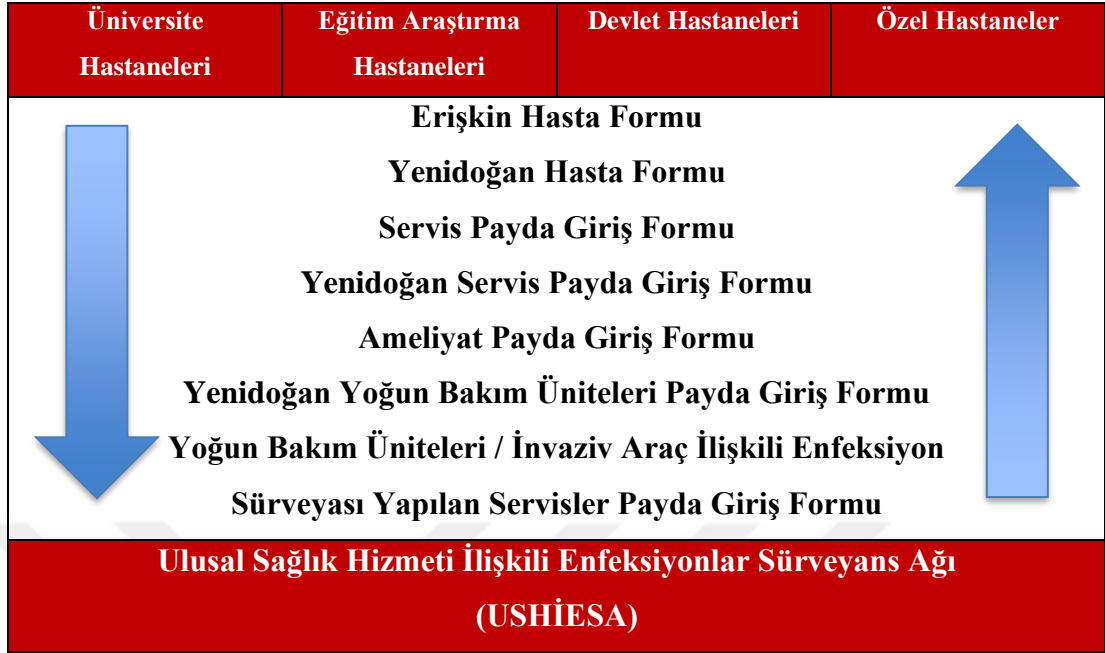 Üniversite
Hastaneleri
Eğitim Araştırma
Hastaneleri
Devlet Hastaneleri
Özel Hastaneler
Erişkin Hasta Formu
Yenidoğan Hasta Formu
Servis Payda Giriş Formu
Yenidoğan Servis Payda Giriş Formu
Ameliyat Payda Giriş Formu
Yenidoğan Yoğun Bakım Üniteleri Payda Giriş Formu
Yoğun Bakım Üniteleri / İnvaziv Araç İlişkili Enfeksiyon
Sürveyası Yapılan Servisler Payda Giriş Formu
Ulusal Sağlık Hizmeti İlişkili Enfeksiyonlar Sürveyans Ağı
(USHİESA)